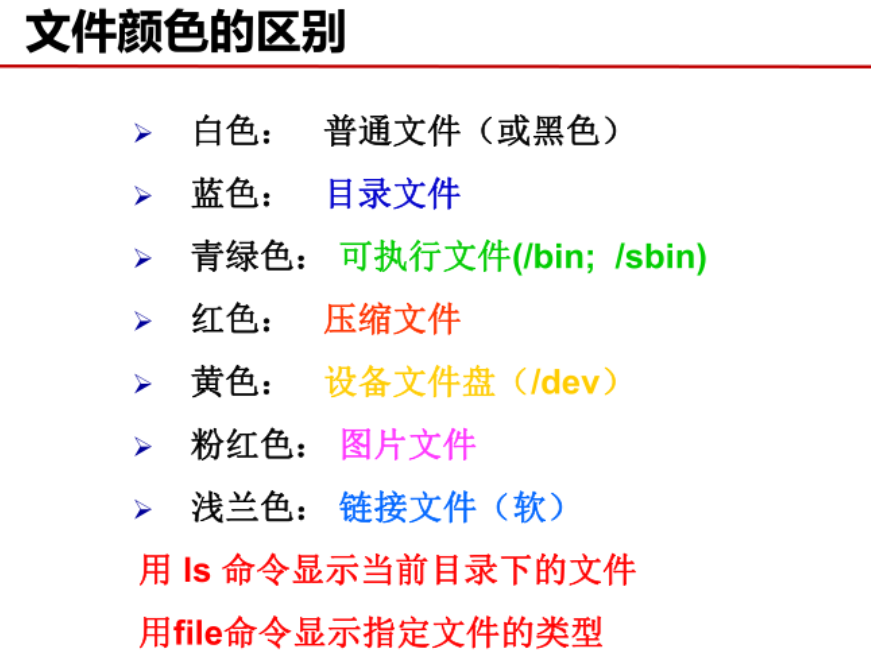 文件颜色的区别
白色： 普通文件（或黑色）
蓝色： 目录文件
青绿色： 可执行文件(/bin; /sbin)
红色： 压缩文件
黄色： 设备文件盘（/dev）
粉红色： 图片文件
浅兰色： 链接文件（软）
用 ls 命令显示当前目录下的文件
用file命令显示指定文件的类型